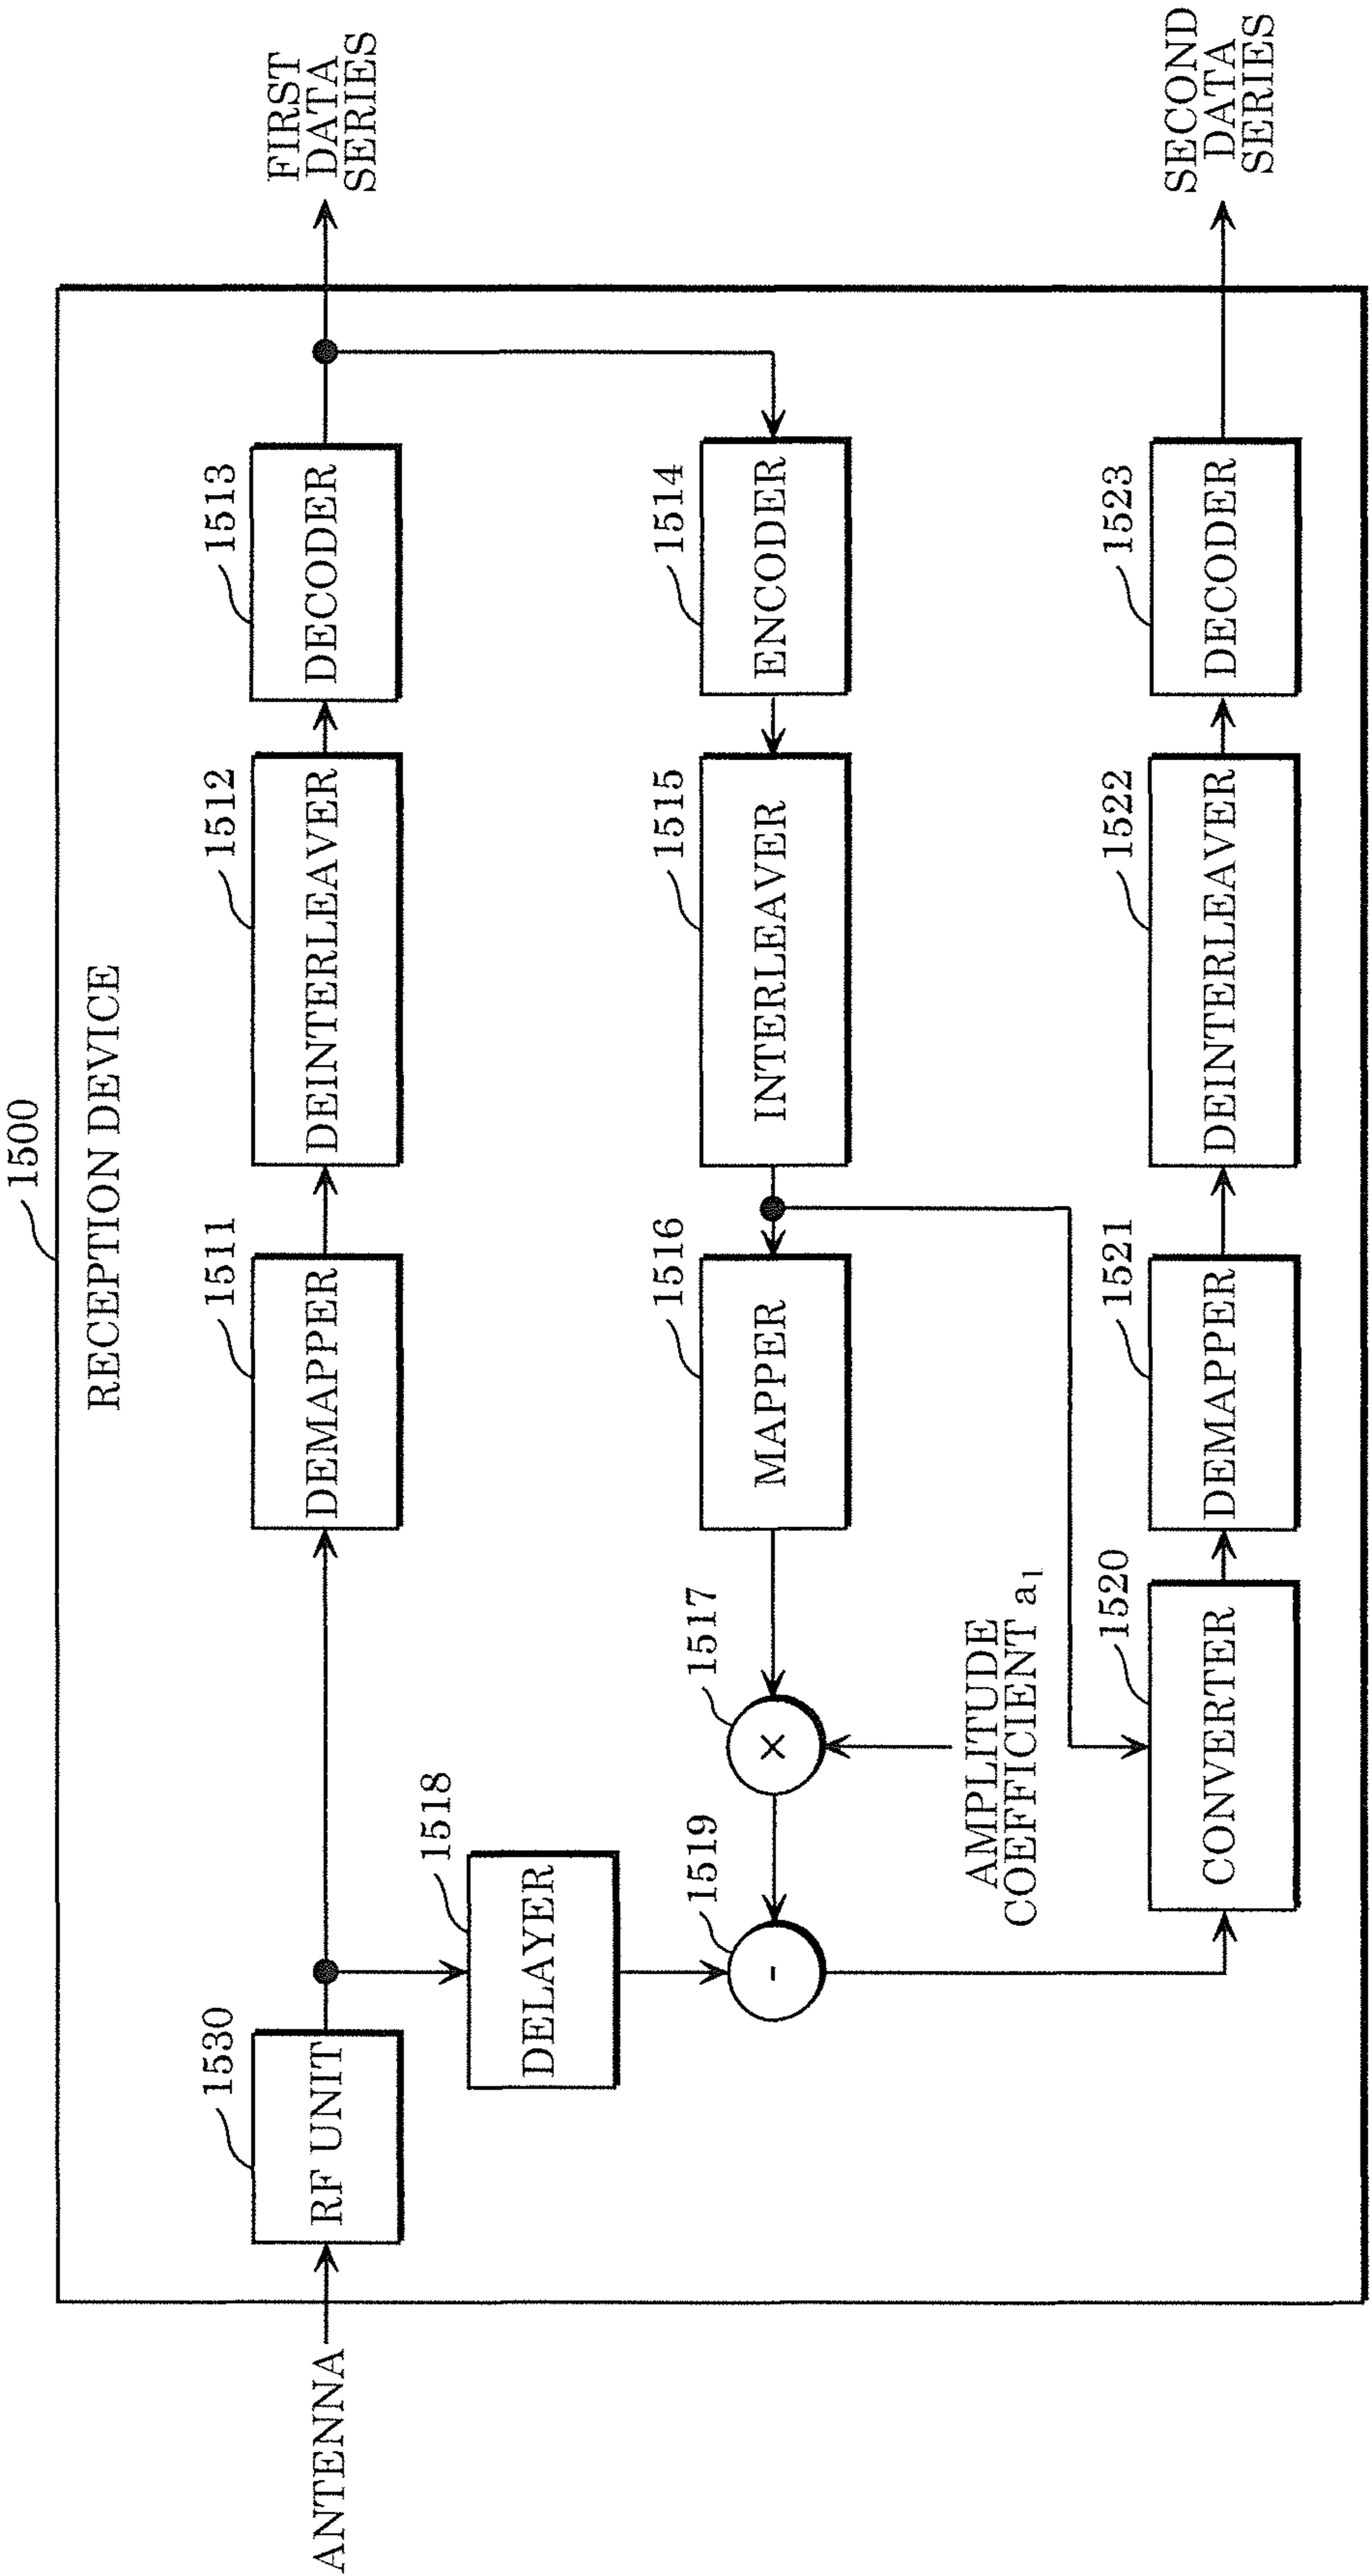 1500
RECEPTION DEVICE
ANTENNA
1530
RF UNIT
1511
DEMAPPER
1512
DEINTERLEAVER
1513
DECODER
FIRST
DATA
SERIES
1518
DELAYER
1519
-
1517
×
1516
MAPPER
1515
INTERLEAVER
1514
ENCODER
AMPLITUDE
COEFFICIENT a1
1520
CONVERTER
1521
DEMAPPER
1522
DEINTERLEAVER
1523
DECODER
SECOND
DATA
SERIES